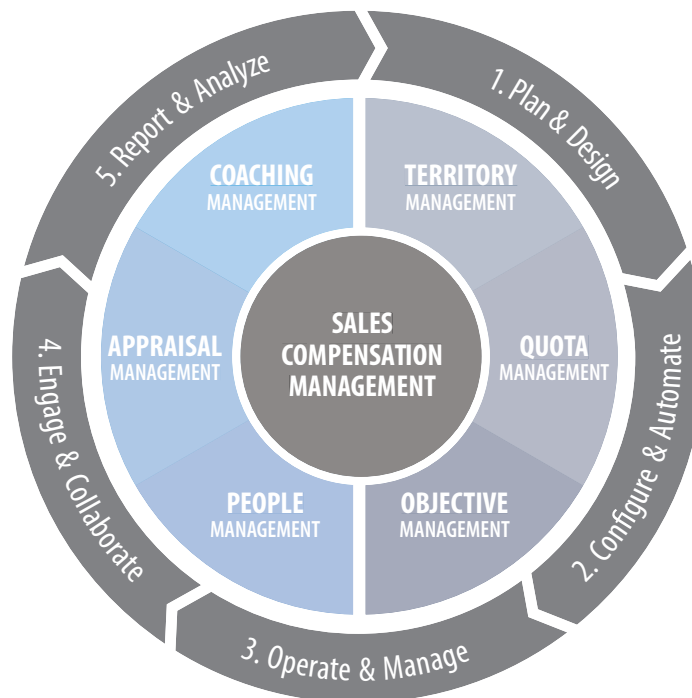 1. Plan & Design
2. Configure & Automate
3. Operate & Manage
4. Engage & Collaborate
5. Report & Analyze
COACHING
MANAGEMENT
TERRITORY
MANAGEMENT
APPRAISAL
MANAGEMENT
SALES
COMPENSATION
MANAGEMENT
QUOTA
MANAGEMENT
PEOPLE
MANAGEMENT
OBJECTIVE
MANAGEMENT